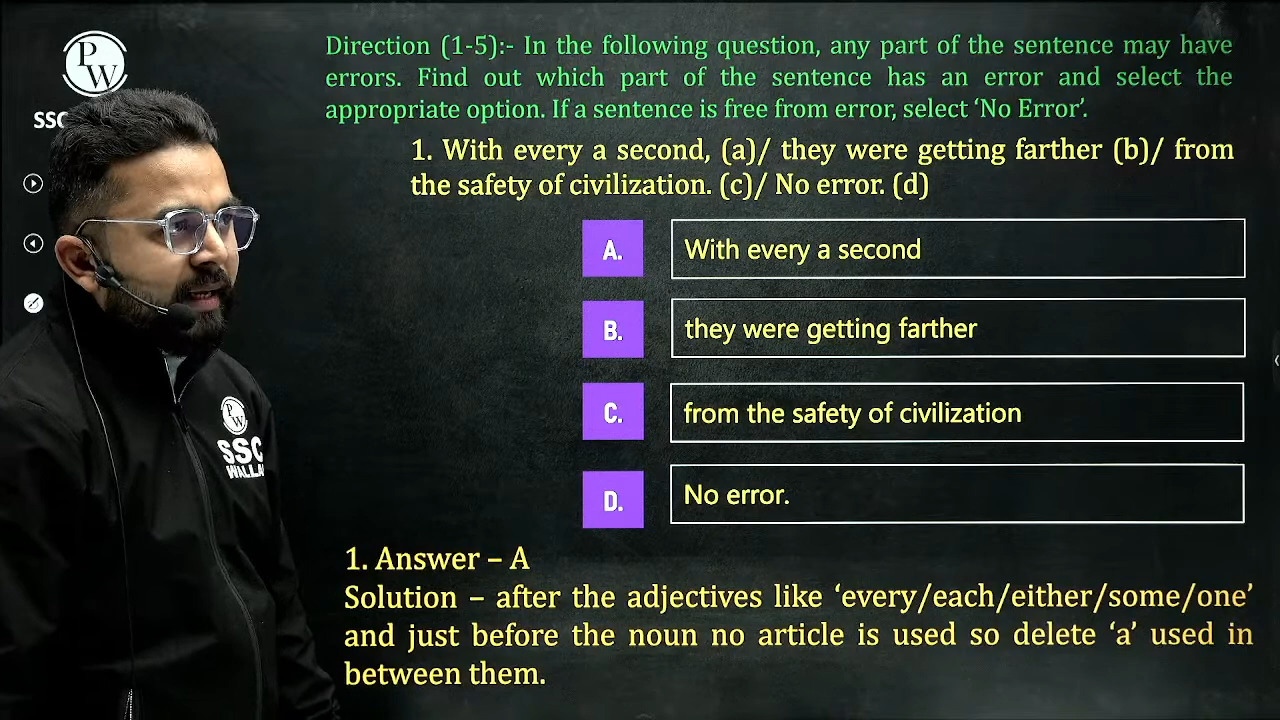 PW
SSC
Direction (1-5):- In the following question, any part of the sentence may have
errors. Find out which part of the sentence has an error and select the
appropriate option. If a sentence is free from error, select ‘No Error’.
1. With every a second, (a)/ they were getting farther (b)/ from
the safety of civilization. (c)/ No error. (d)
A. With every a second
B. they were getting farther
C. from the safety of civilization
D. No error.
PW
SSC
WALLA
1. Answer – A
Solution – after the adjectives like ‘every/each/either/some/one’
and just before the noun no article is used so delete ‘a’ used in
between them.